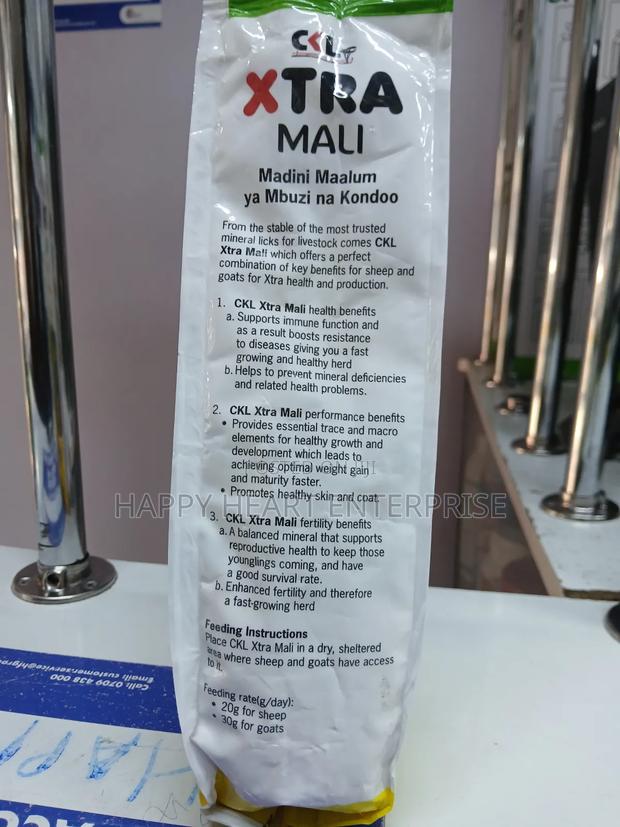 CKL
XTRA
MALI
Madini Maalum
ya Mbuzi na Kondoo
From the stable of the most trusted
mineral licks for livestock comes CKL
Xtra Mali which offers a perfect
combination of key benefits for sheep and
goats for Xtra health and production.
1. CKL Xtra Mali health benefits
a. Supports immune function and
as a result boosts resistance
to diseases giving you a fast
growing and healthy herd
b. Helps to prevent mineral deficiencies
and related health problems.
2. CKL Xtra Mali performance benefits
• Provides essential trace and macro
elements for healthy growth and
development which leads to
achieving optimal weight gain
and maturity faster.
• Promotes healthy skin and coat
HAPPY HEART ENTERPRISE
3. CKL Xtra Mali fertility benefits
a. A balanced mineral that supports
reproductive health to keep those
younglings coming, and have
a good survival rate.
b. Enhanced fertility and therefore
a fast-growing herd
Feeding Instructions
Place CKL Xtra Mali in a dry, sheltered
area where sheep and goats have access
to it.
Feeding rate(g/day):
• 20g for sheep
• 30g for goats
Call: 0709 438 000
HAPP